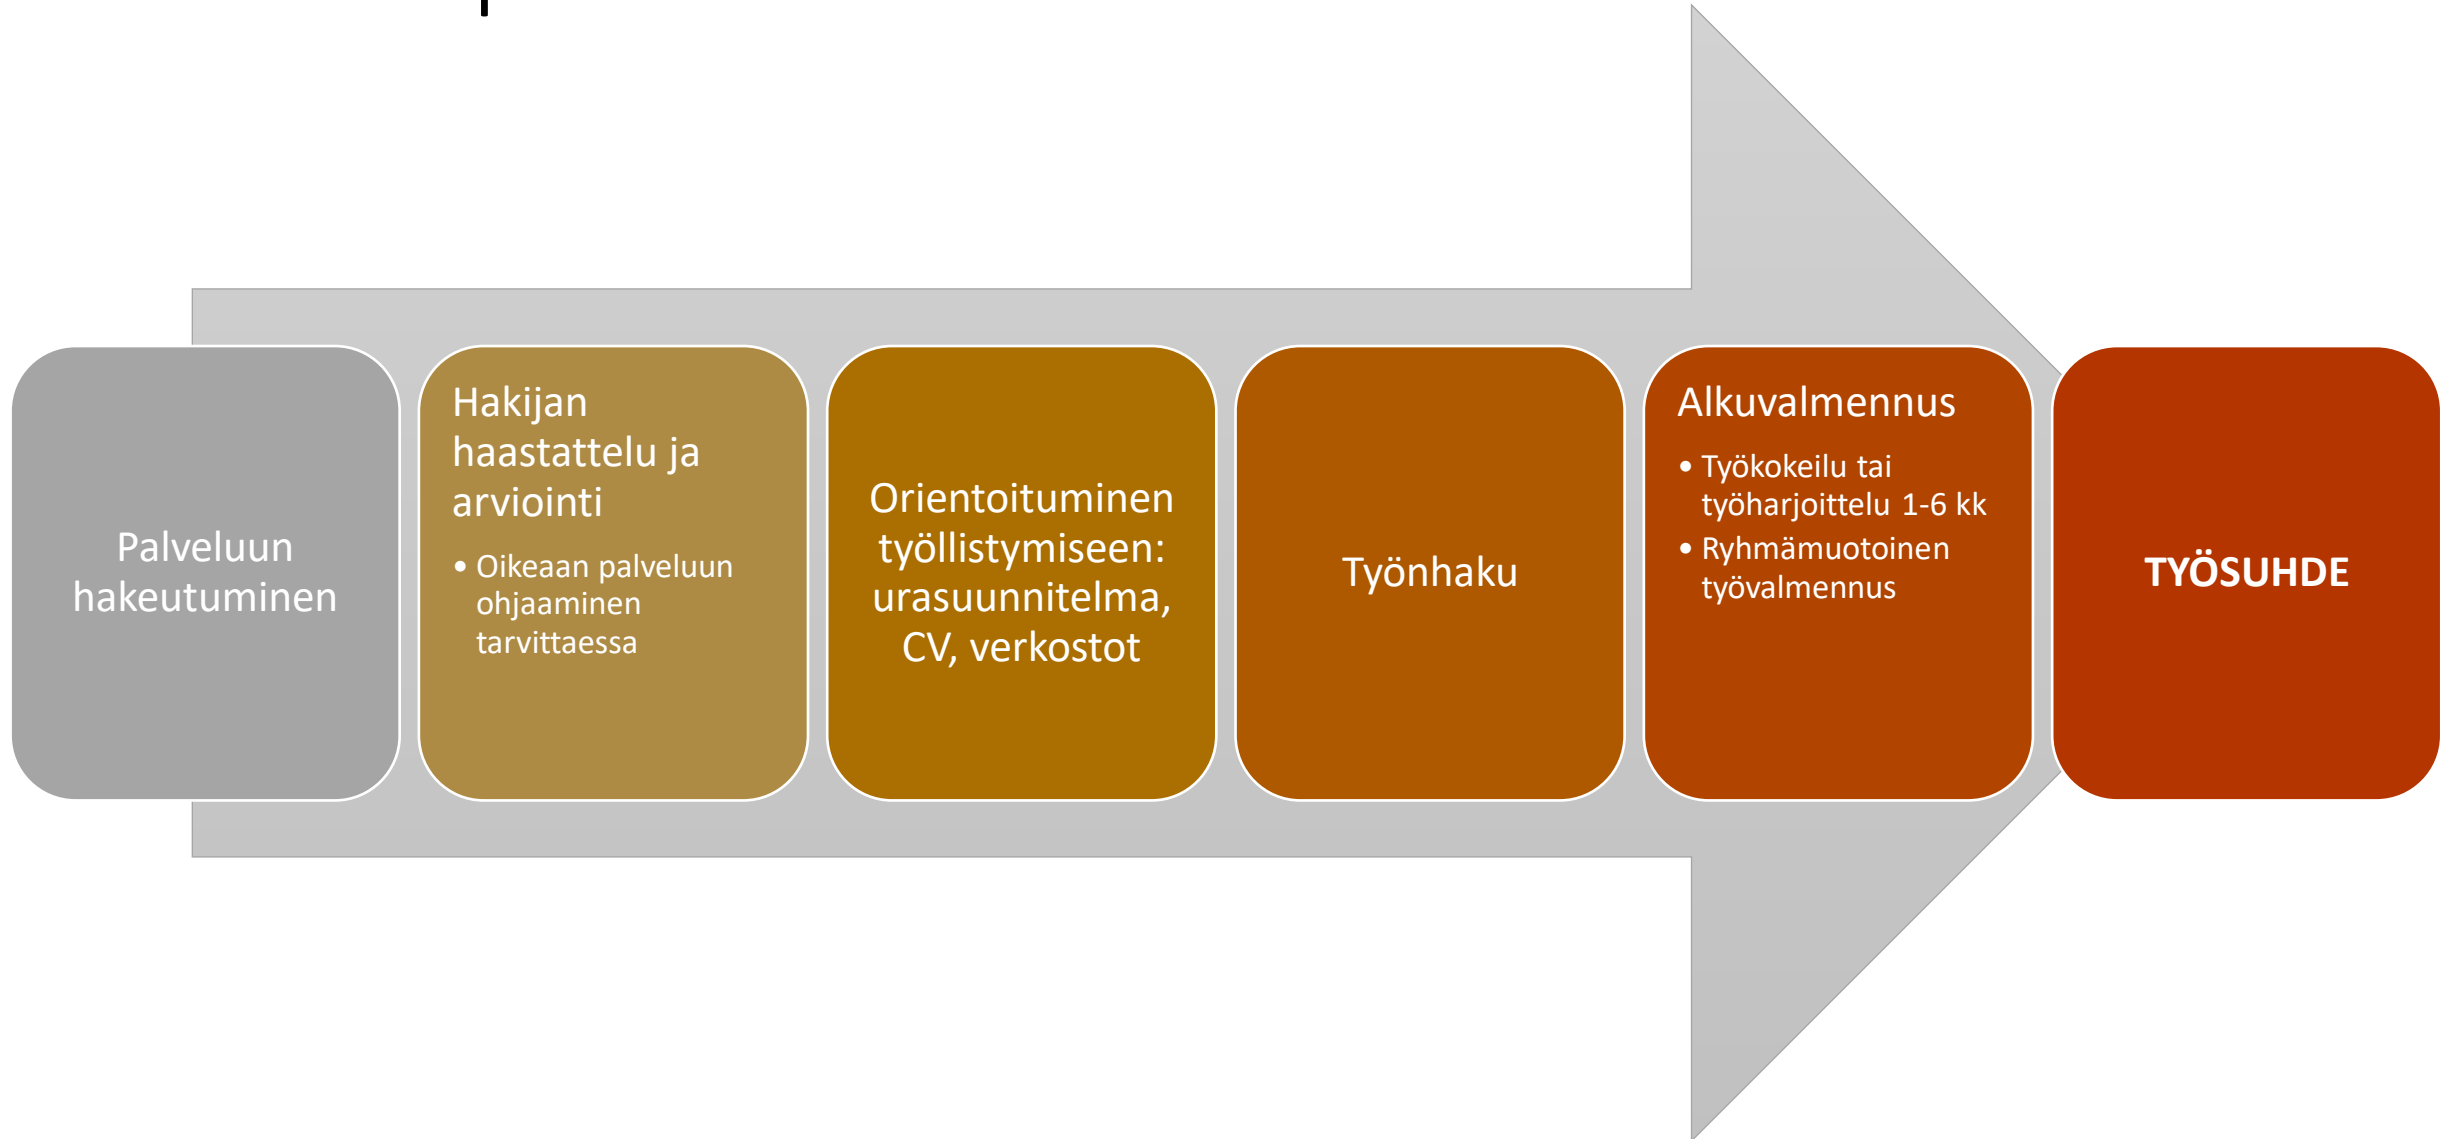 Palveluun
hakeutuminen
Hakijan
haastattelu ja
arviointi
• Oikeaan palveluun
ohjaaminen
tarvittaessa
Orientoituminen
työllistymiseen:
urasuunnitelma,
CV, verkostot
Työnhaku
Alkuvalmennus
• Työkokeilu tai
työharjoittelu 1-6 kk
• Ryhmämuotoinen
työvalmennus
TYÖSUHDE